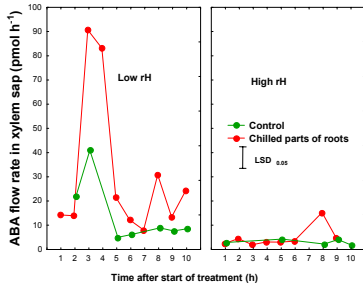 ABA flow rate in xylem sap (pmol h-1)
100
90
80
70
60
50
40
30
20
10
0
Low rH
High rH
Control
Chilled parts of roots
LSD 0.05
1 2 3 4 5 6 7 8 9 10
1 2 3 4 5 6 7 8 9 10
Time after start of treatment (h)